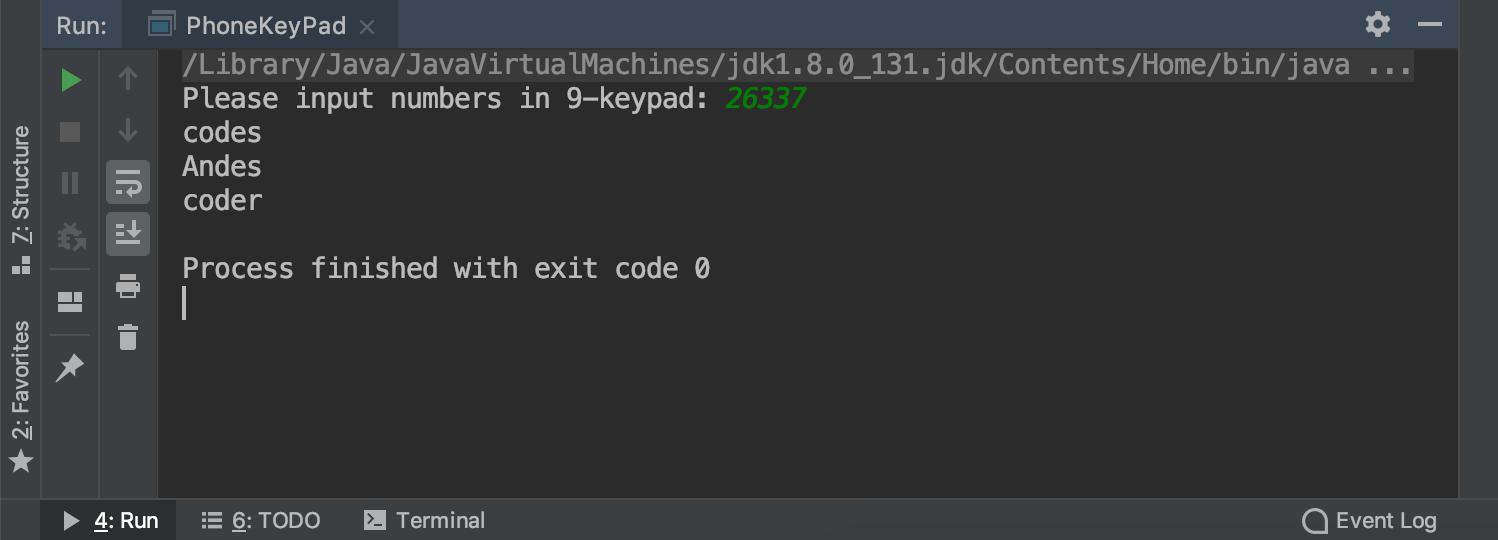 Run: PhoneKeyPad
/Library/Java/JavaVirtualMachines/jdk1.8.0_131.jdk/Contents/Home/bin/java ...
Please input numbers in 9-keypad: 26337
codes
Andes
coder
Process finished with exit code 0
7: Structure
2: Favorites
4: Run
6: TODO
Terminal
Event Log